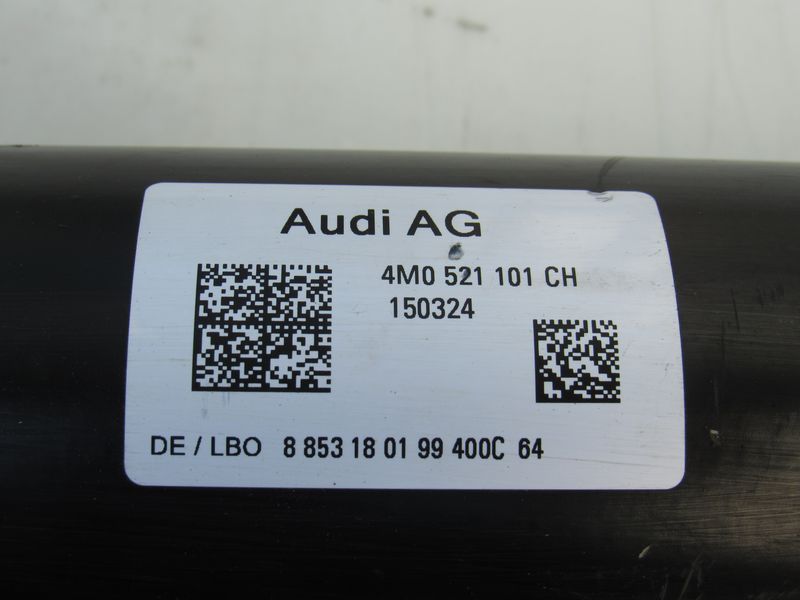 Audi AG
4M0 521 101 CH
150324
DE / LBO 8 853 18 01 99 400C 64